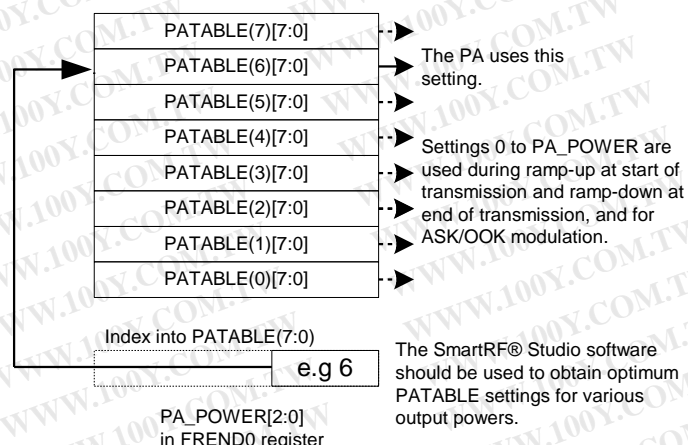 PATABLE(7)[7:0]
PATABLE(6)[7:0]
PATABLE(5)[7:0]
PATABLE(4)[7:0]
PATABLE(3)[7:0]
PATABLE(2)[7:0]
PATABLE(1)[7:0]
PATABLE(0)[7:0]
The PA uses this
setting.
Settings 0 to PA_POWER are
used during ramp-up at start of
transmission and ramp-down at
end of transmission, and for
ASK/OOK modulation.
Index into PATABLE(7:0)
e.g 6
PA_POWER[2:0]
in FREND0 register
The SmartRF® Studio software
should be used to obtain optimum
PATABLE settings for various
output powers.
WWW.100Y.COM.TW